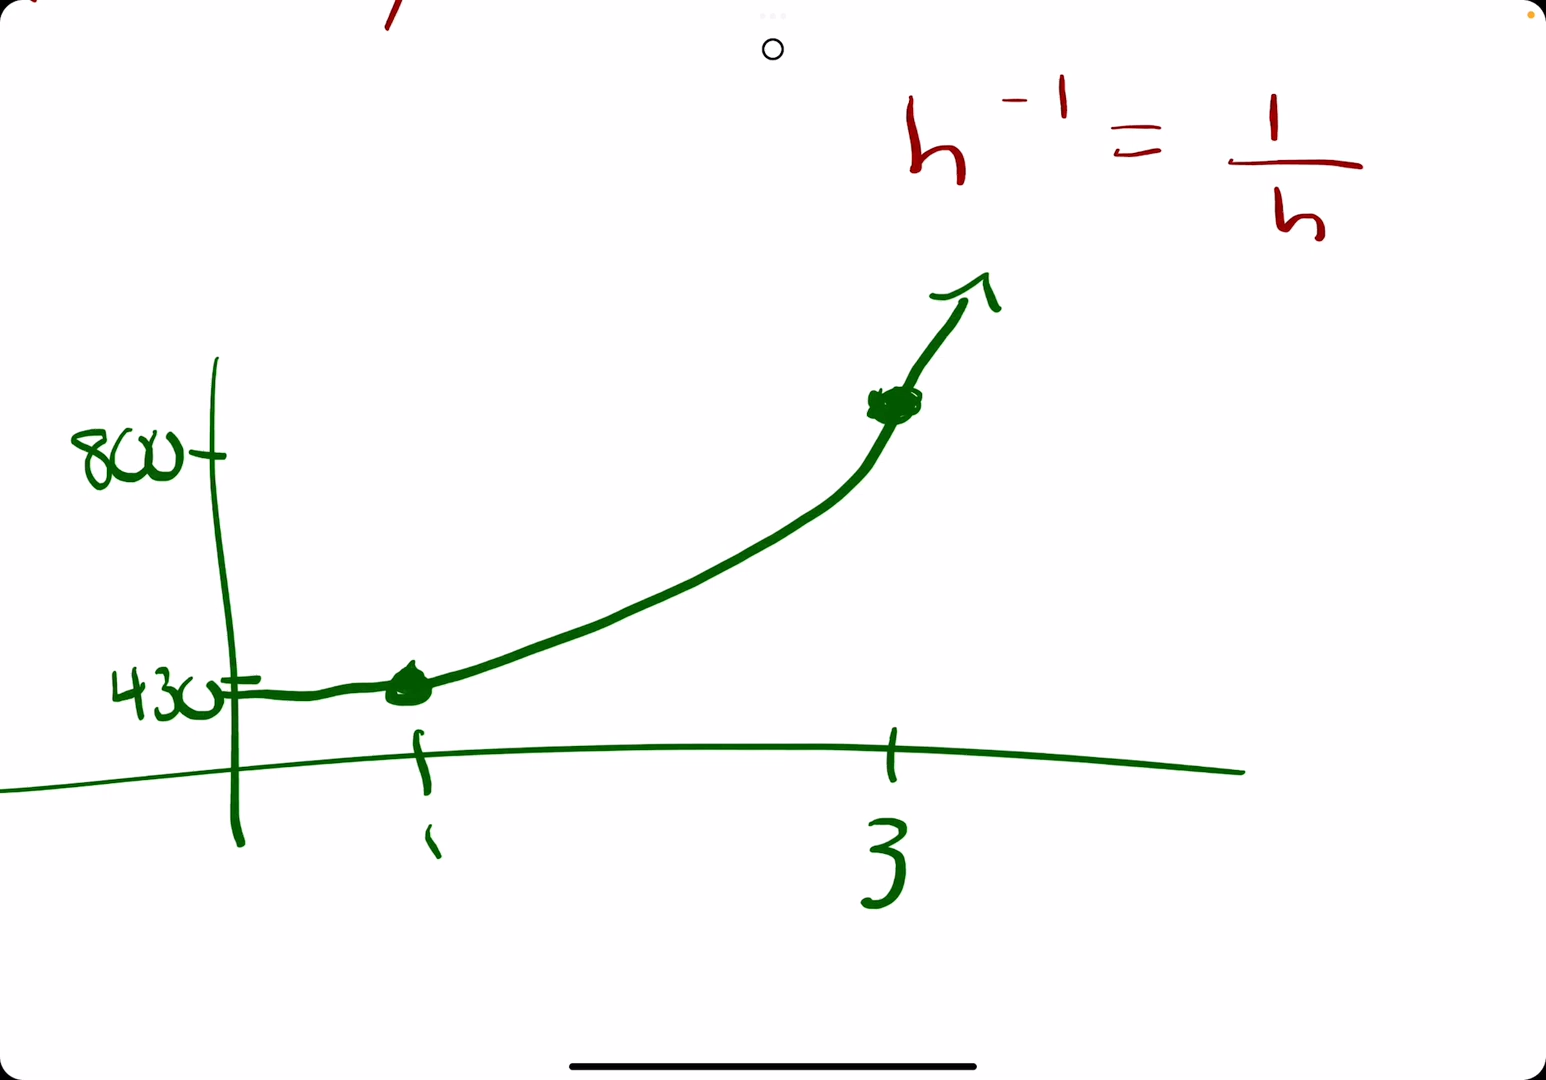 h⁻¹ = 1/h
800
430
1
3